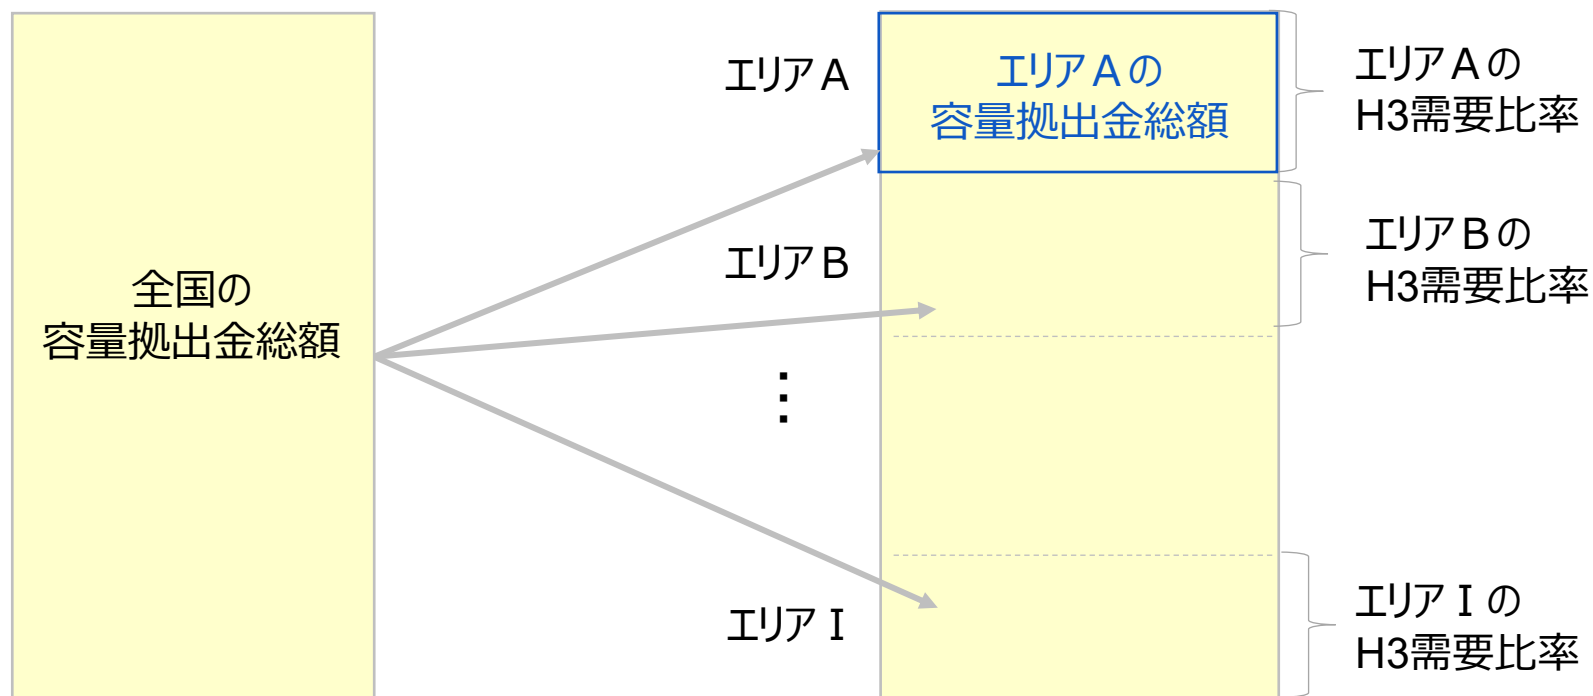 全国の
容量拠出金総額
エリアA
エリアB
⋮
エリアI
エリアAの
容量拠出金総額
エリアAの
H3需要比率
エリアBの
H3需要比率
エリアIの
H3需要比率